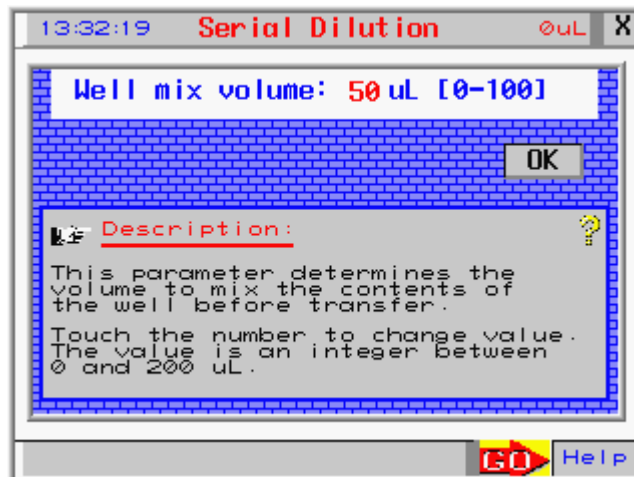 13:32:19 Serial Dilution 0uL X
Well mix volume: 50 uL [0-100]
OK
Description: ?
This parameter determines the
volume to mix the contents of
the well before transfer.
Touch the number to change value.
The value is an integer between
0 and 200 uL.
GO Help